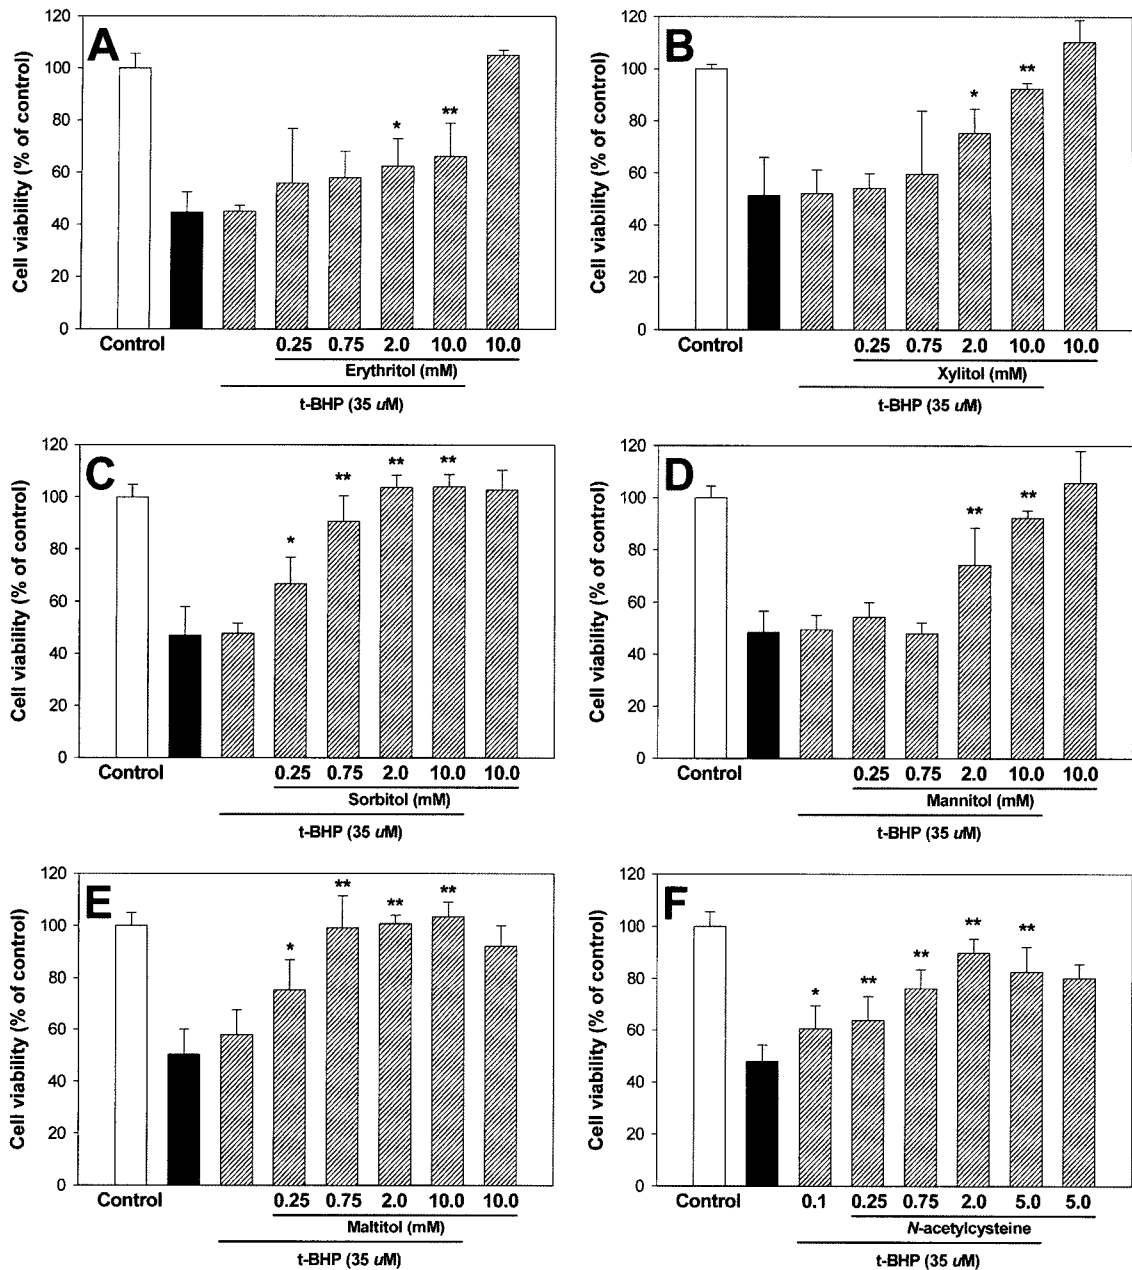 A
Cell viability (% of control)
120
100
80
60
40
20
0
* **
Control 0.25 0.75 2.0 10.0 10.0
Erythritol (mM)
t-BHP (35 uM)
B
Cell viability (% of control)
120
100
80
60
40
20
0
* **
Control 0.25 0.75 2.0 10.0 10.0
Xylitol (mM)
t-BHP (35 uM)
C
Cell viability (% of control)
120
100
80
60
40
20
0
* ** ** **
Control 0.25 0.75 2.0 10.0 10.0
Sorbitol (mM)
t-BHP (35 uM)
D
Cell viability (% of control)
120
100
80
60
40
20
0
** **
Control 0.25 0.75 2.0 10.0 10.0
Mannitol (mM)
t-BHP (35 uM)
E
Cell viability (% of control)
120
100
80
60
40
20
0
* ** ** **
Control 0.25 0.75 2.0 10.0 10.0
Maltitol (mM)
t-BHP (35 uM)
F
Cell viability (% of control)
120
100
80
60
40
20
0
* ** ** ** **
Control 0.1 0.25 0.75 2.0 5.0 5.0
N-acetylcysteine
t-BHP (35 uM)